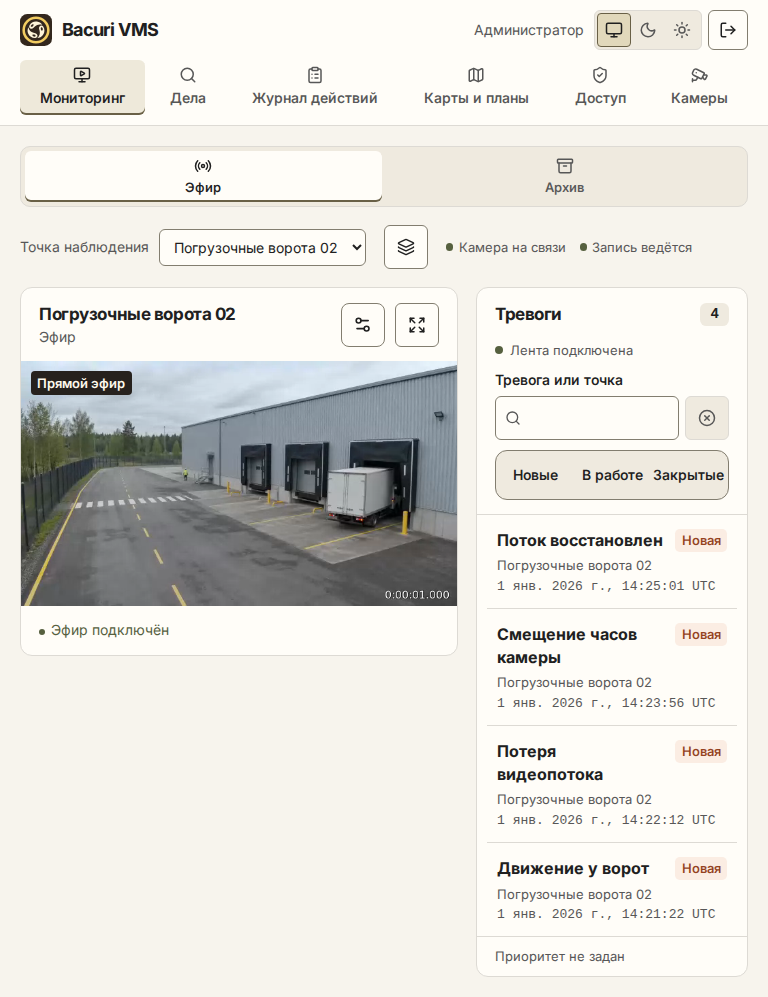 Bacuri VMS
Администратор
Мониторинг
Дела
Журнал действий
Карты и планы
Доступ
Камеры
Эфир
Архив
Точка наблюдения
Погрузочные ворота 02
Камера на связи
Запись ведётся
Погрузочные ворота 02
Эфир
Прямой эфир
0:00:01.000
Эфир подключён
Тревоги
4
Лента подключена
Тревога или точка
Новые
В работе
Закрытые
Поток восстановлен
Новая
Погрузочные ворота 02
1 янв. 2026 г., 14:25:01 UTC
Смещение часов
камеры
Новая
Погрузочные ворота 02
1 янв. 2026 г., 14:23:56 UTC
Потеря
видеопотока
Новая
Погрузочные ворота 02
1 янв. 2026 г., 14:22:12 UTC
Движение у ворот
Новая
Погрузочные ворота 02
1 янв. 2026 г., 14:21:22 UTC
Приоритет не задан